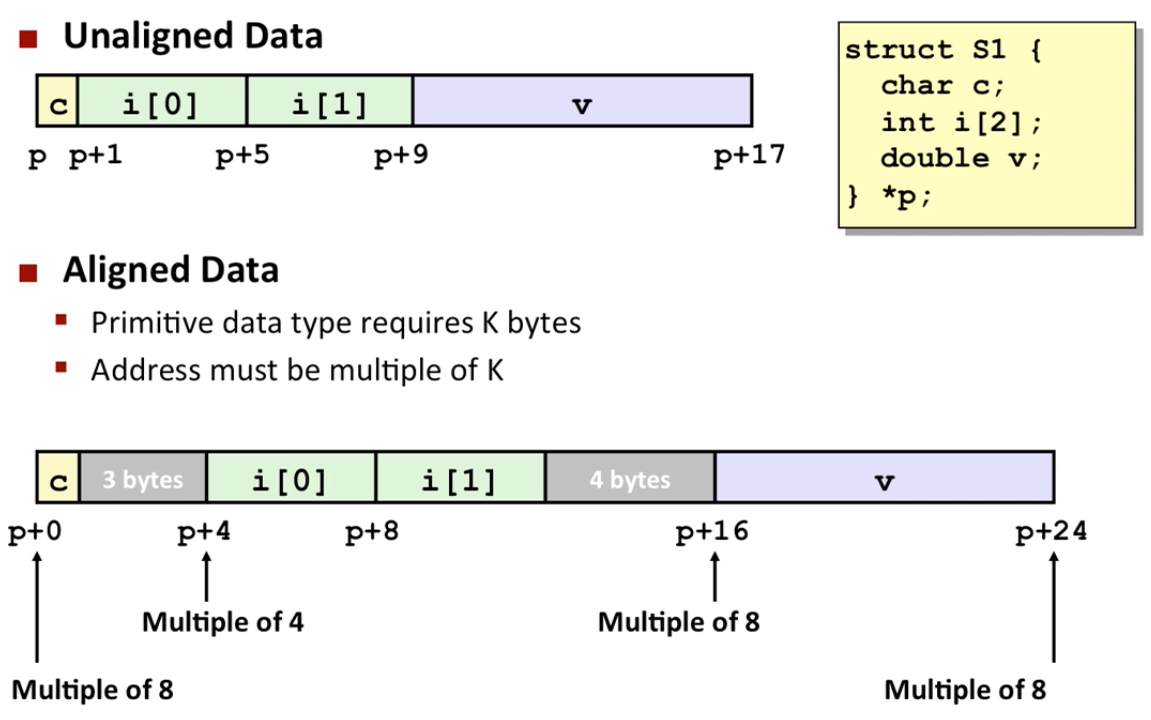 Unaligned Data
c i[0] i[1] v
p p+1 p+5 p+9 p+17
struct S1 {
char c;
int i[2];
double v;
} *p;
Aligned Data
Primitive data type requires K bytes
Address must be multiple of K
c 3 bytes i[0] i[1] 4 bytes v
p+0 p+4 p+8 p+16 p+24
Multiple of 4 Multiple of 8
Multiple of 8 Multiple of 8